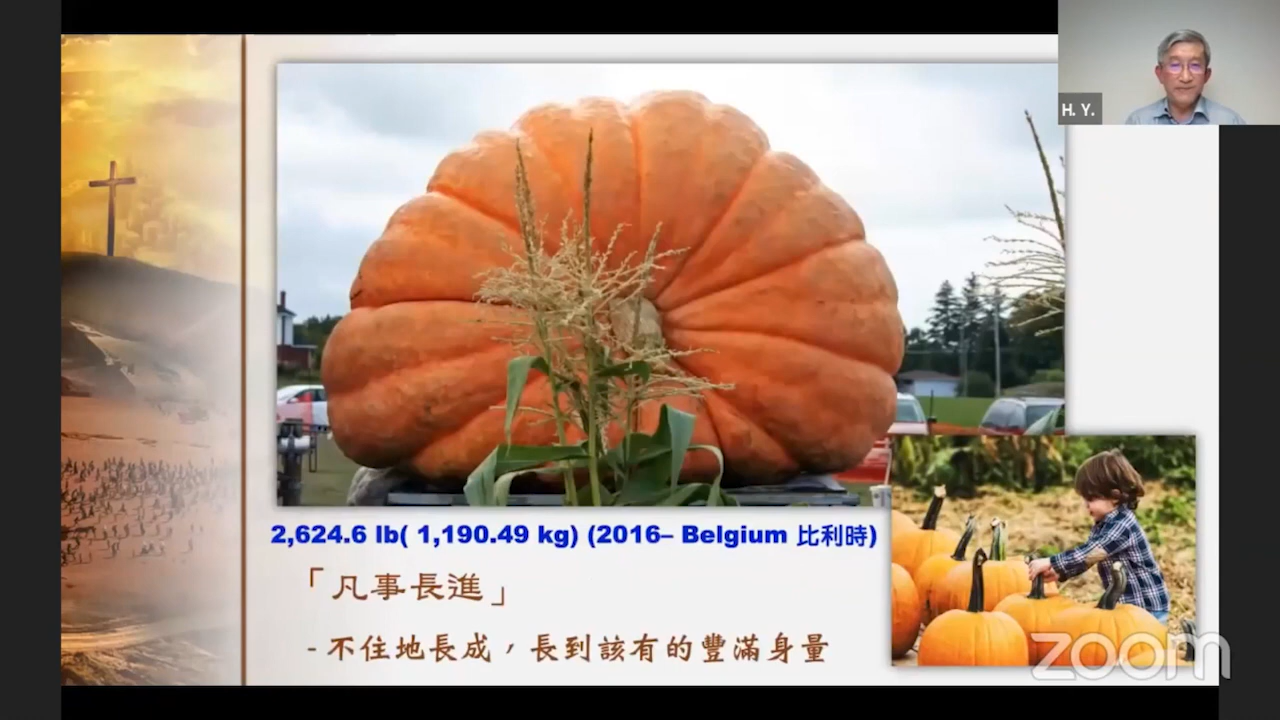 H. Y.
2,624.6 lb( 1,190.49 kg) (2016– Belgium 比利時)
「凡事長進」
- 不住地長成，長到該有的豐滿身量
zoom